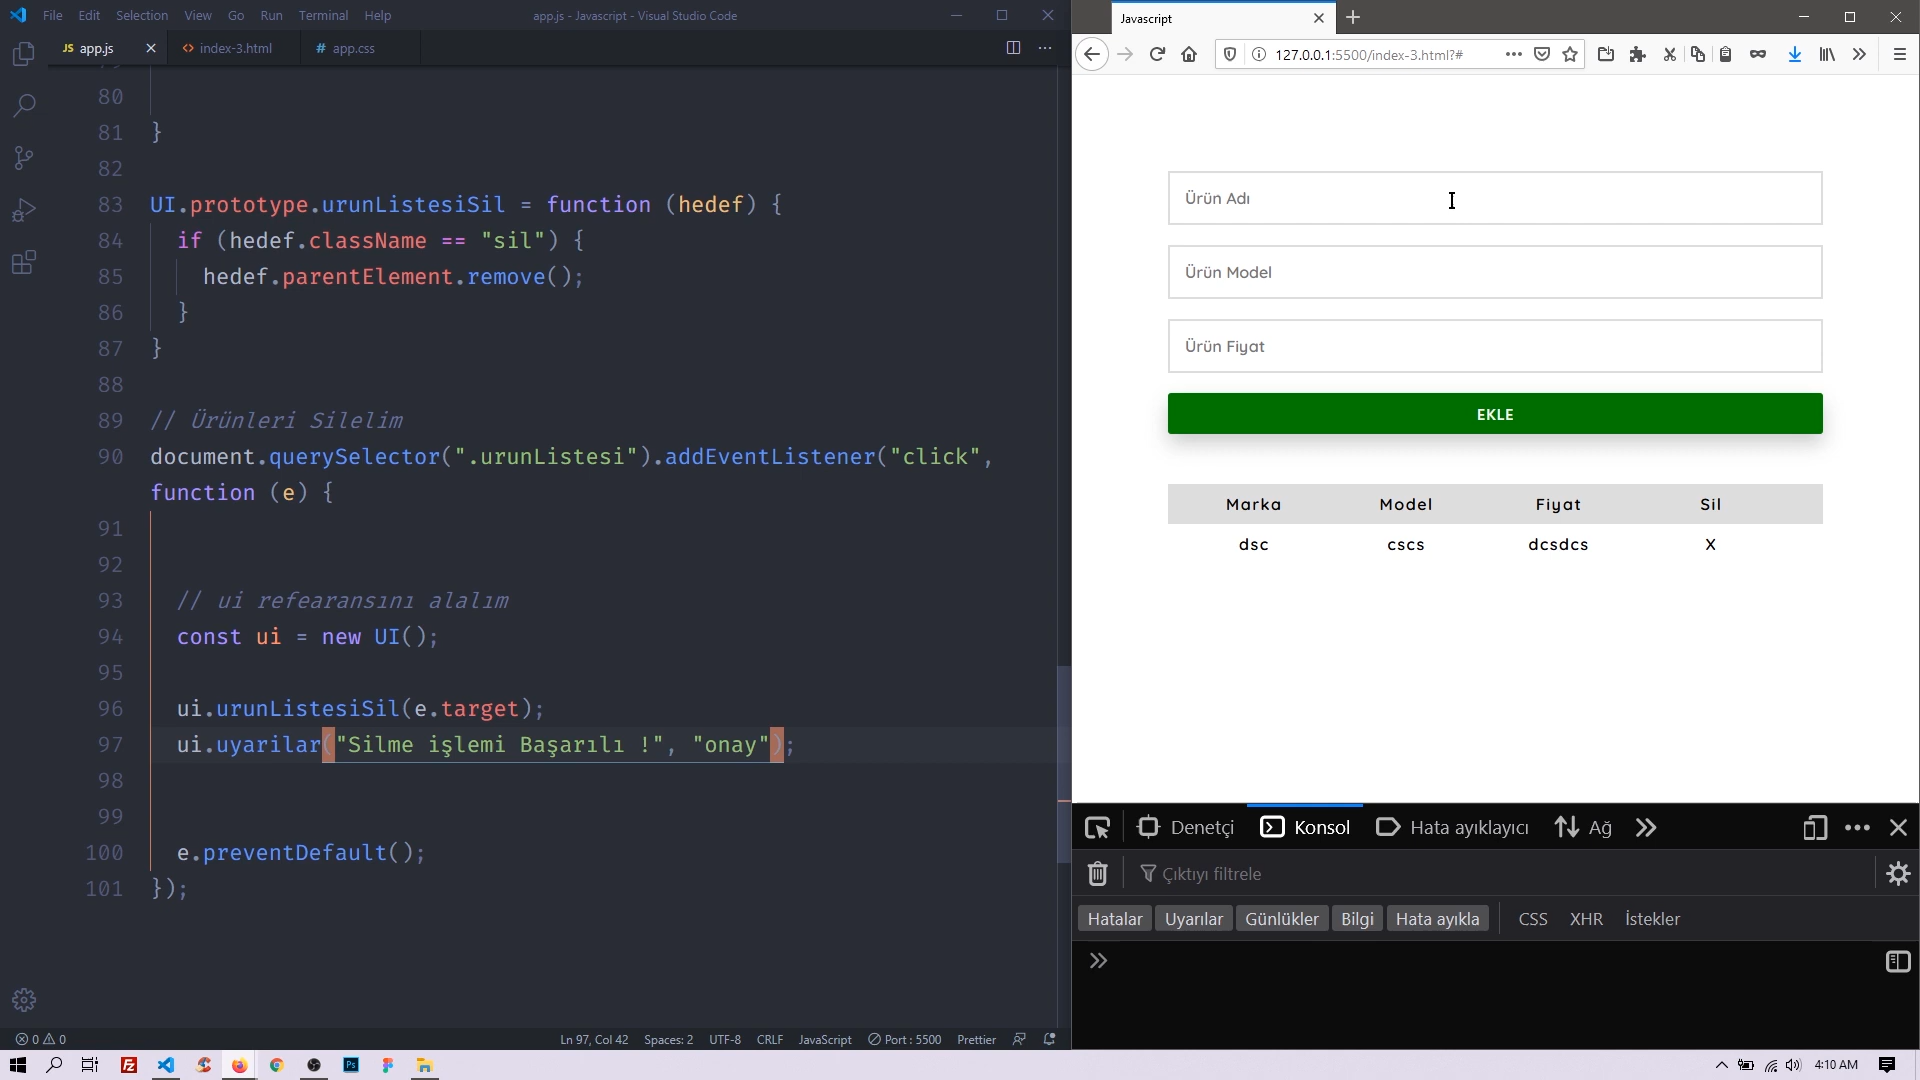 File Edit Selection View Go Run Terminal Help app.js - Javascript - Visual Studio Code
JS app.js
<> index-3.html
# app.css
80
81 }
82
83 UI.prototype.urunListesiSil = function (hedef) {
84 if (hedef.className == "sil") {
85 hedef.parentElement.remove();
86 }
87 }
88
89 // Ürünleri Silelim
90 document.querySelector(".urunListesi").addEventListener("click",
function (e) {
91
92
93 // ui refearansını alalım
94 const ui = new UI();
95
96 ui.urunListesiSil(e.target);
97 ui.uyarilar("Silme işlemi Başarılı !", "onay");
98
99
100 e.preventDefault();
101 });
0 0 Ln 97, Col 42 Spaces: 2 UTF-8 CRLF JavaScript Port : 5500 Prettier
Javascript
127.0.0.1:5500/index-3.html?#
Ürün Adı
Ürün Model
Ürün Fiyat
EKLE
Marka Model Fiyat Sil
dsc cscs dcsdcs X
Denetçi Konsol Hata ayıklayıcı Ağ
Çıktıyı filtrele
Hatalar Uyarılar Günlükler Bilgi Hata ayıkla CSS XHR İstekler
Fz Ps 4:10 AM